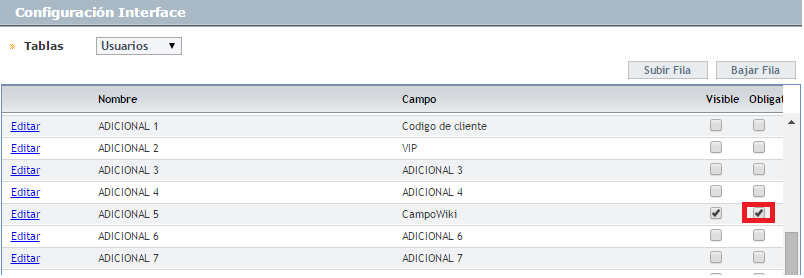 Configuración Interface
Tablas Usuarios
Subir Fila Bajar Fila
Nombre Campo Visible Obligat
Editar ADICIONAL 1 Codigo de cliente
Editar ADICIONAL 2 VIP
Editar ADICIONAL 3 ADICIONAL 3
Editar ADICIONAL 4 ADICIONAL 4
Editar ADICIONAL 5 CampoWiki
Editar ADICIONAL 6 ADICIONAL 6
Editar ADICIONAL 7 ADICIONAL 7